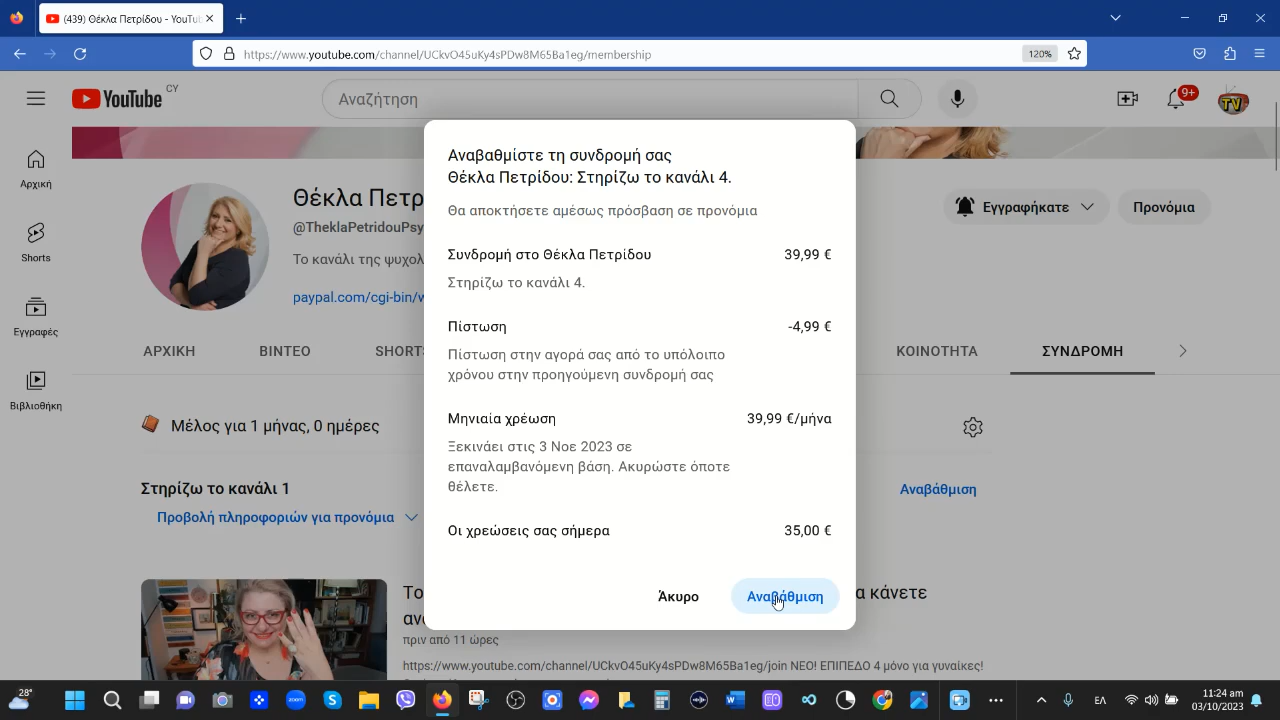 (439) Θέκλα Πετρίδου - YouTu
https://www.youtube.com/channel/UCkvO45uKy4sPDw8M65Ba1eg/membership
120%
YouTube CY
Αναζήτηση
9+
TV
Αρχική
Shorts
Εγγραφές
Βιβλιοθήκη
Θέκλα Πετρ
@TheklaPetridouPsy
Το κανάλι της ψυχολ
paypal.com/cgi-bin/w
Εγγραφήκατε
Προνόμια
ΑΡΧΙΚΗ
ΒΙΝΤΕΟ
SHORTS
ΚΟΙΝΟΤΗΤΑ
ΣΥΝΔΡΟΜΗ
Μέλος για 1 μήνας, 0 ημέρες
Στηρίζω το κανάλι 1
Αναβάθμιση
Προβολή πληροφοριών για προνόμια
Αναβαθμίστε τη συνδρομή σας
Θέκλα Πετρίδου: Στηρίζω το κανάλι 4.
Θα αποκτήσετε αμέσως πρόσβαση σε προνόμια
Συνδρομή στο Θέκλα Πετρίδου 39,99 €
Στηρίζω το κανάλι 4.
Πίστωση -4,99 €
Πίστωση στην αγορά σας από το υπόλοιπο
χρόνου στην προηγούμενη συνδρομή σας
Μηνιαία χρέωση 39,99 €/μήνα
Ξεκινάει στις 3 Νοε 2023 σε
επαναλαμβανόμενη βάση. Ακυρώστε όποτε
θέλετε.
Οι χρεώσεις σας σήμερα 35,00 €
Άκυρο
Αναβάθμιση
Το
α κάνετε
αν
πριν από 11 ώρες
https://www.youtube.com/channel/UCkvO45uKy4sPDw8M65Ba1eg/join ΝΕΟ! ΕΠΙΠΕΔΟ 4 μόνο για γυναίκες!
28°
zoom
ΕΛ
11:24 am
03/10/2023